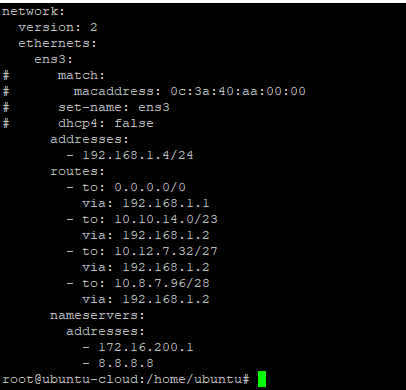 network:
  version: 2
  ethernets:
    ens3:
#      match:
#        macaddress: 0c:3a:40:aa:00:00
#      set-name: ens3
#      dhcp4: false
      addresses:
        - 192.168.1.4/24
      routes:
        - to: 0.0.0.0/0
          via: 192.168.1.1
        - to: 10.10.14.0/23
          via: 192.168.1.2
        - to: 10.12.7.32/27
          via: 192.168.1.2
        - to: 10.8.7.96/28
          via: 192.168.1.2
      nameservers:
          addresses:
          - 172.16.200.1
          - 8.8.8.8
root@ubuntu-cloud:/home/ubuntu#